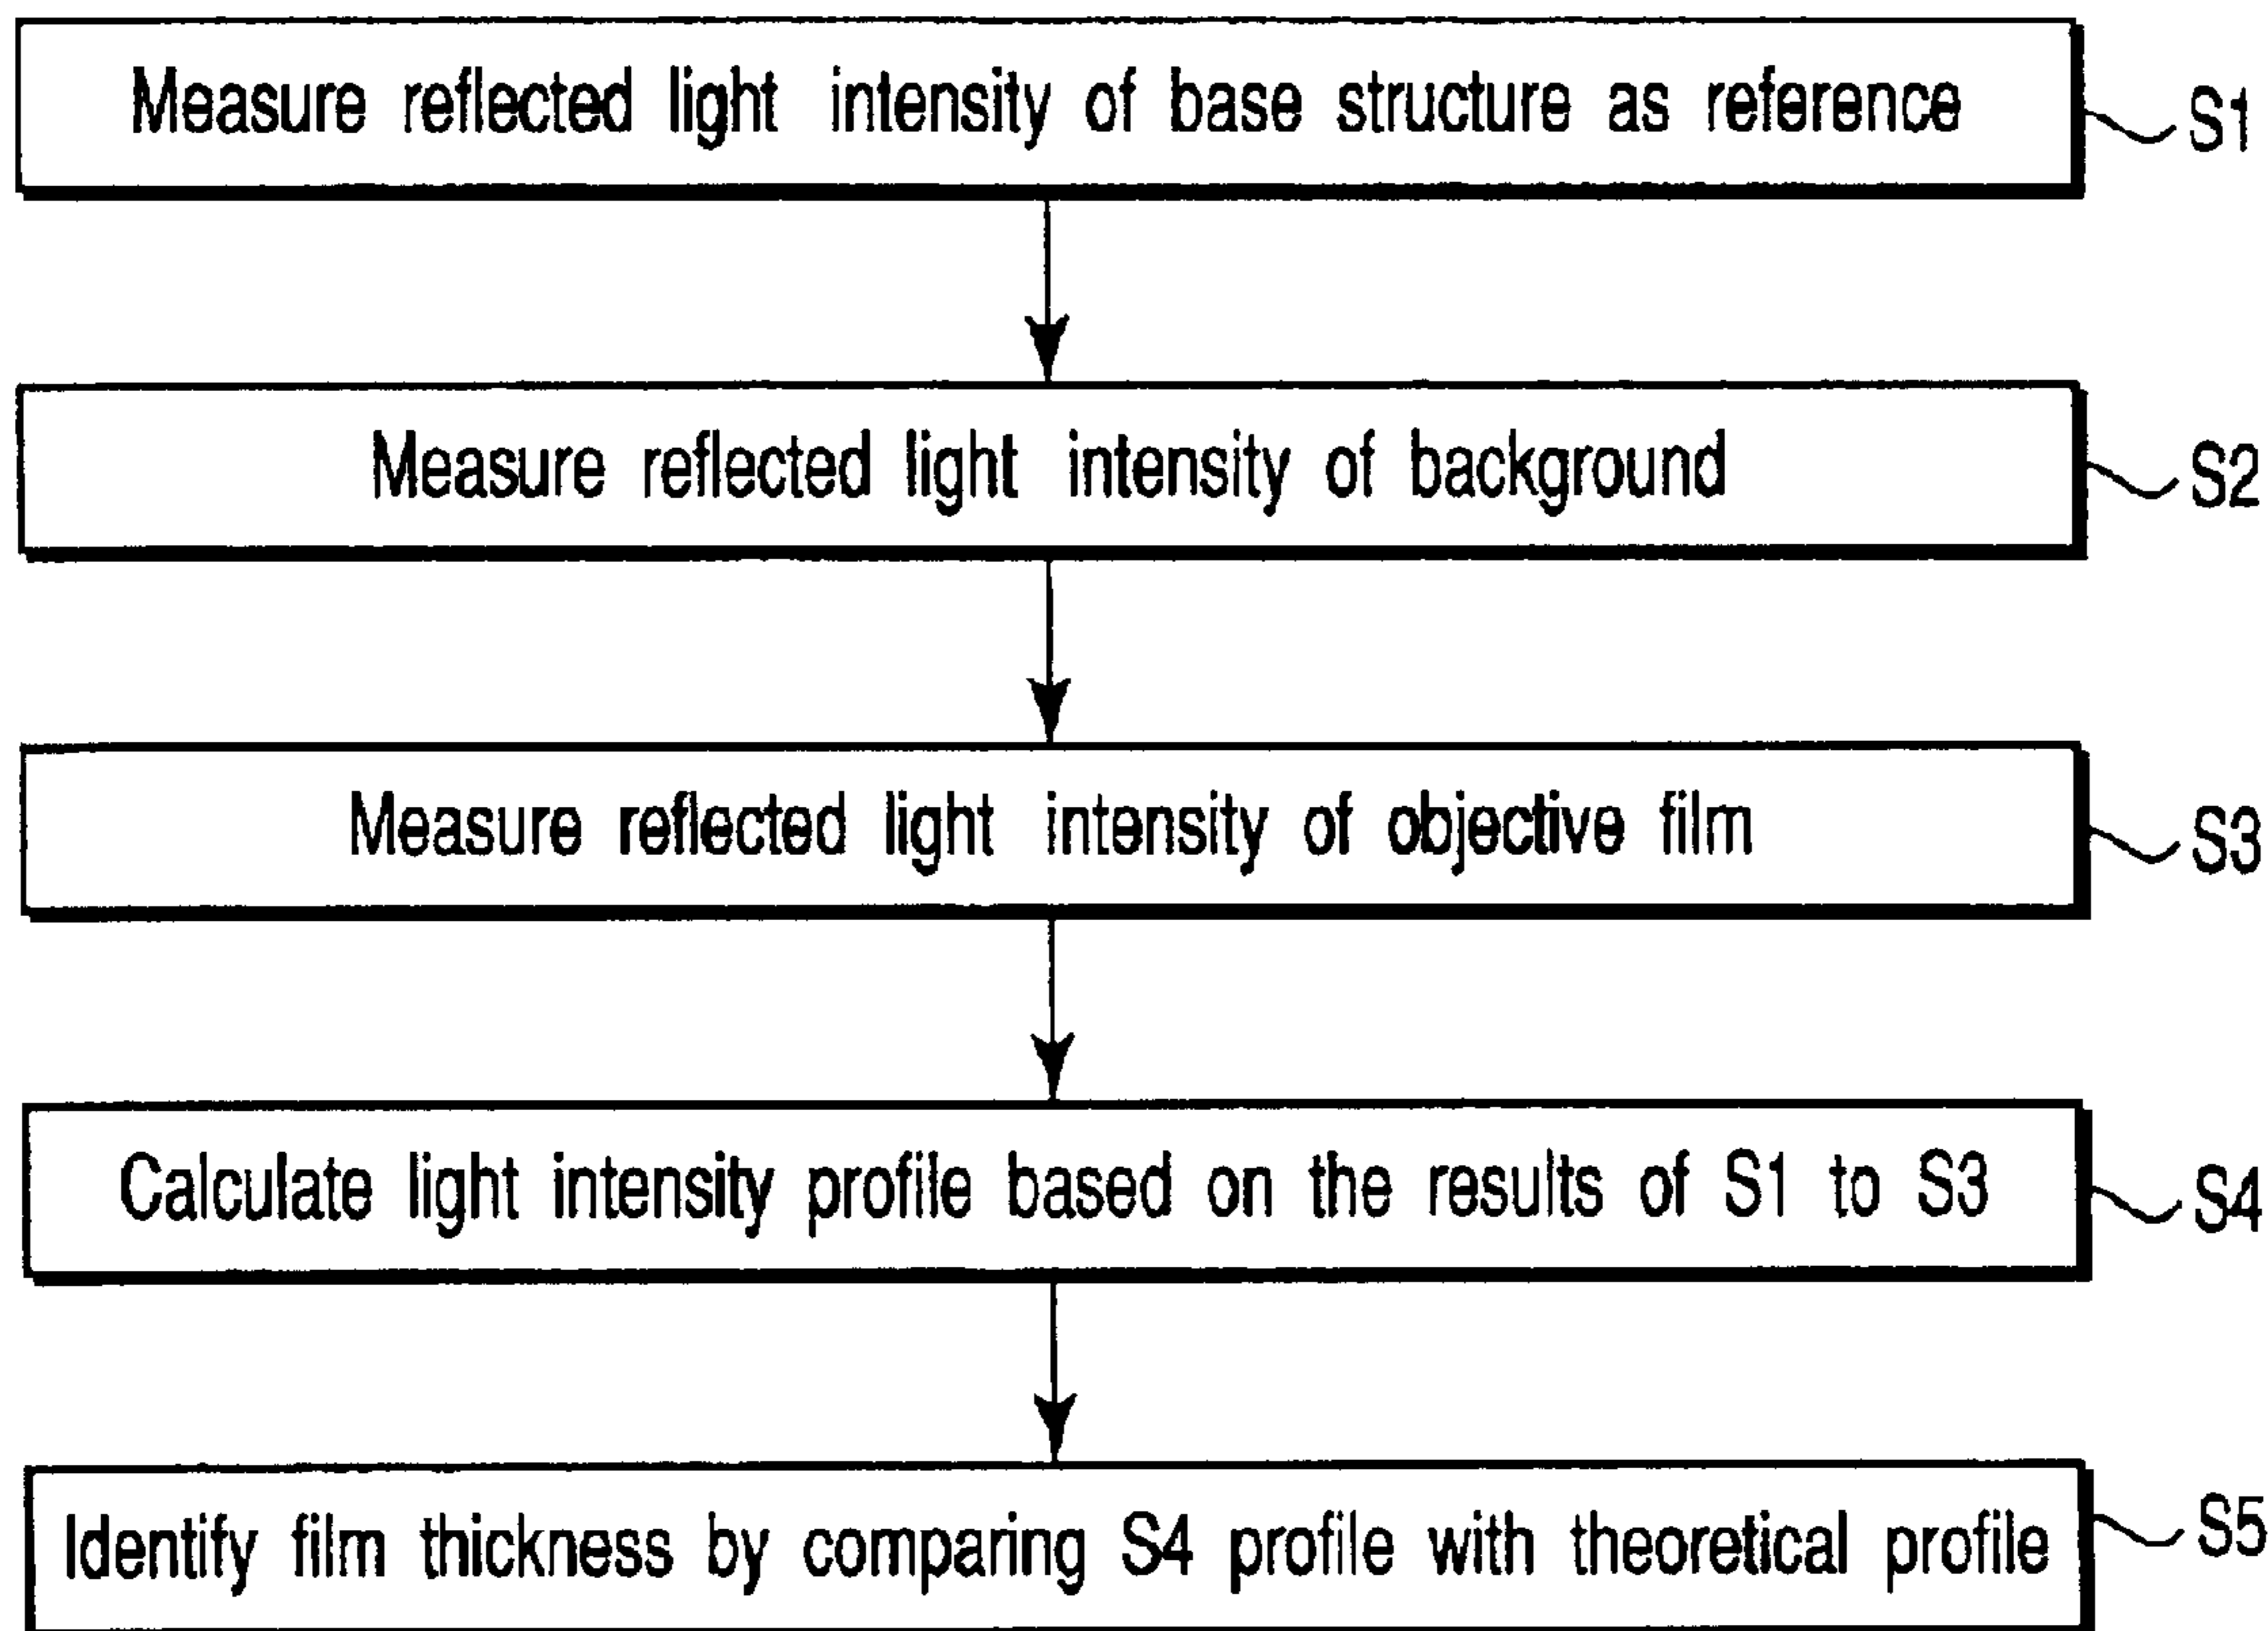 Measure reflected light intensity of base structure as reference
S1
Measure reflected light intensity of background
S2
Measure reflected light intensity of objective film
S3
Calculate light intensity profile based on the results of S1 to S3
S4
Identify film thickness by comparing S4 profile with theoretical profile
S5